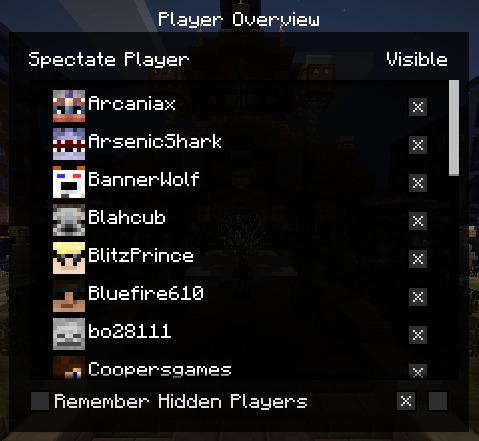 Player Overview
Spectate Player Visible
Arcaniax
ArsenicShark
BannerWolf
Blahcub
BlitzPrince
Bluefire610
bo28111
Coopersgames
Remember Hidden Players